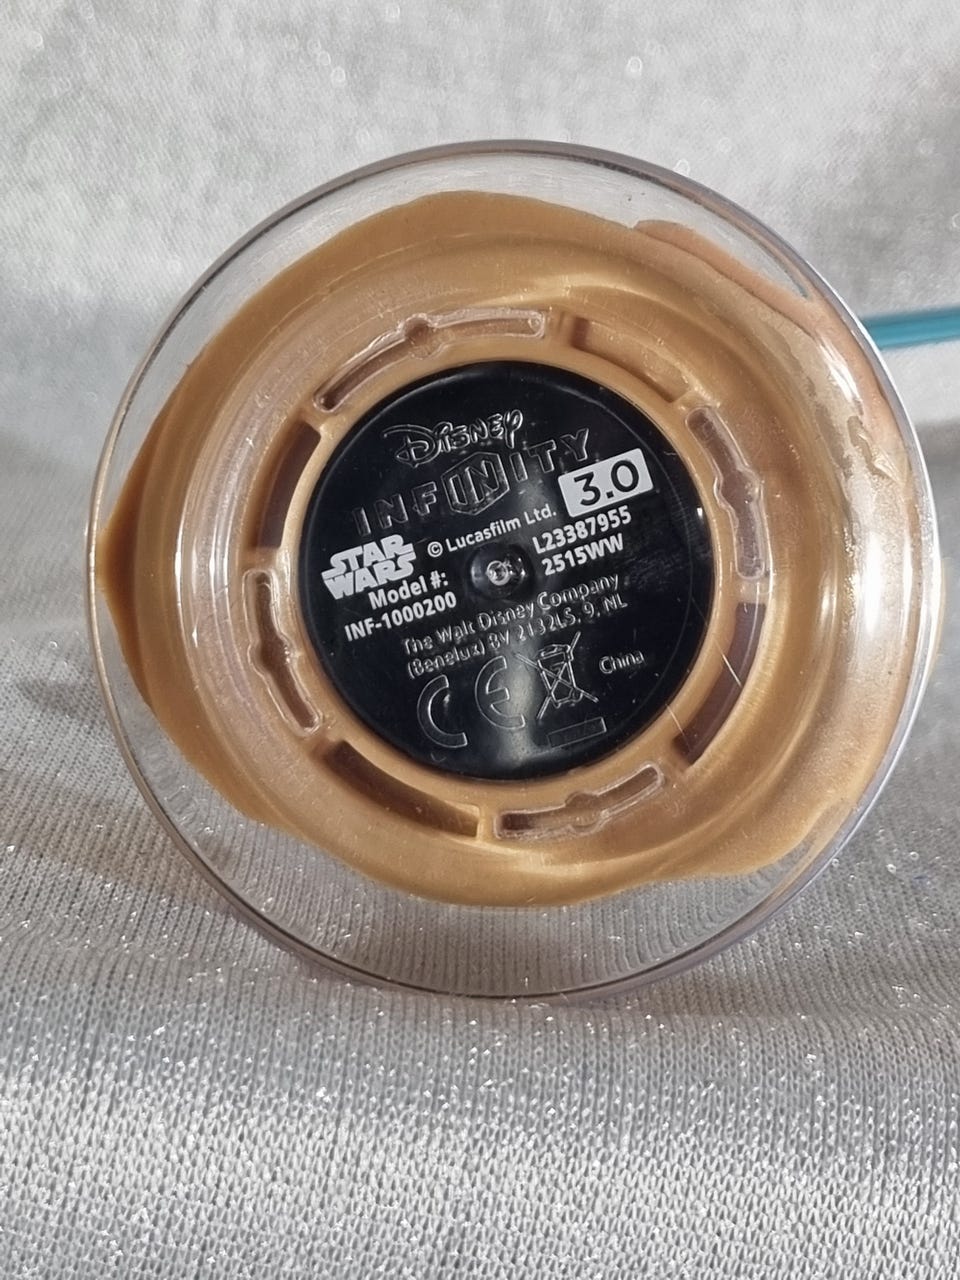 Disney
INFINITY
3.0
STAR
WARS
© Lucasfilm Ltd.
Model #:
INF-1000200
L23387955
2515WW
The Walt Disney Company
(Benelux) BV 2132LS, 9, NL
CE
China